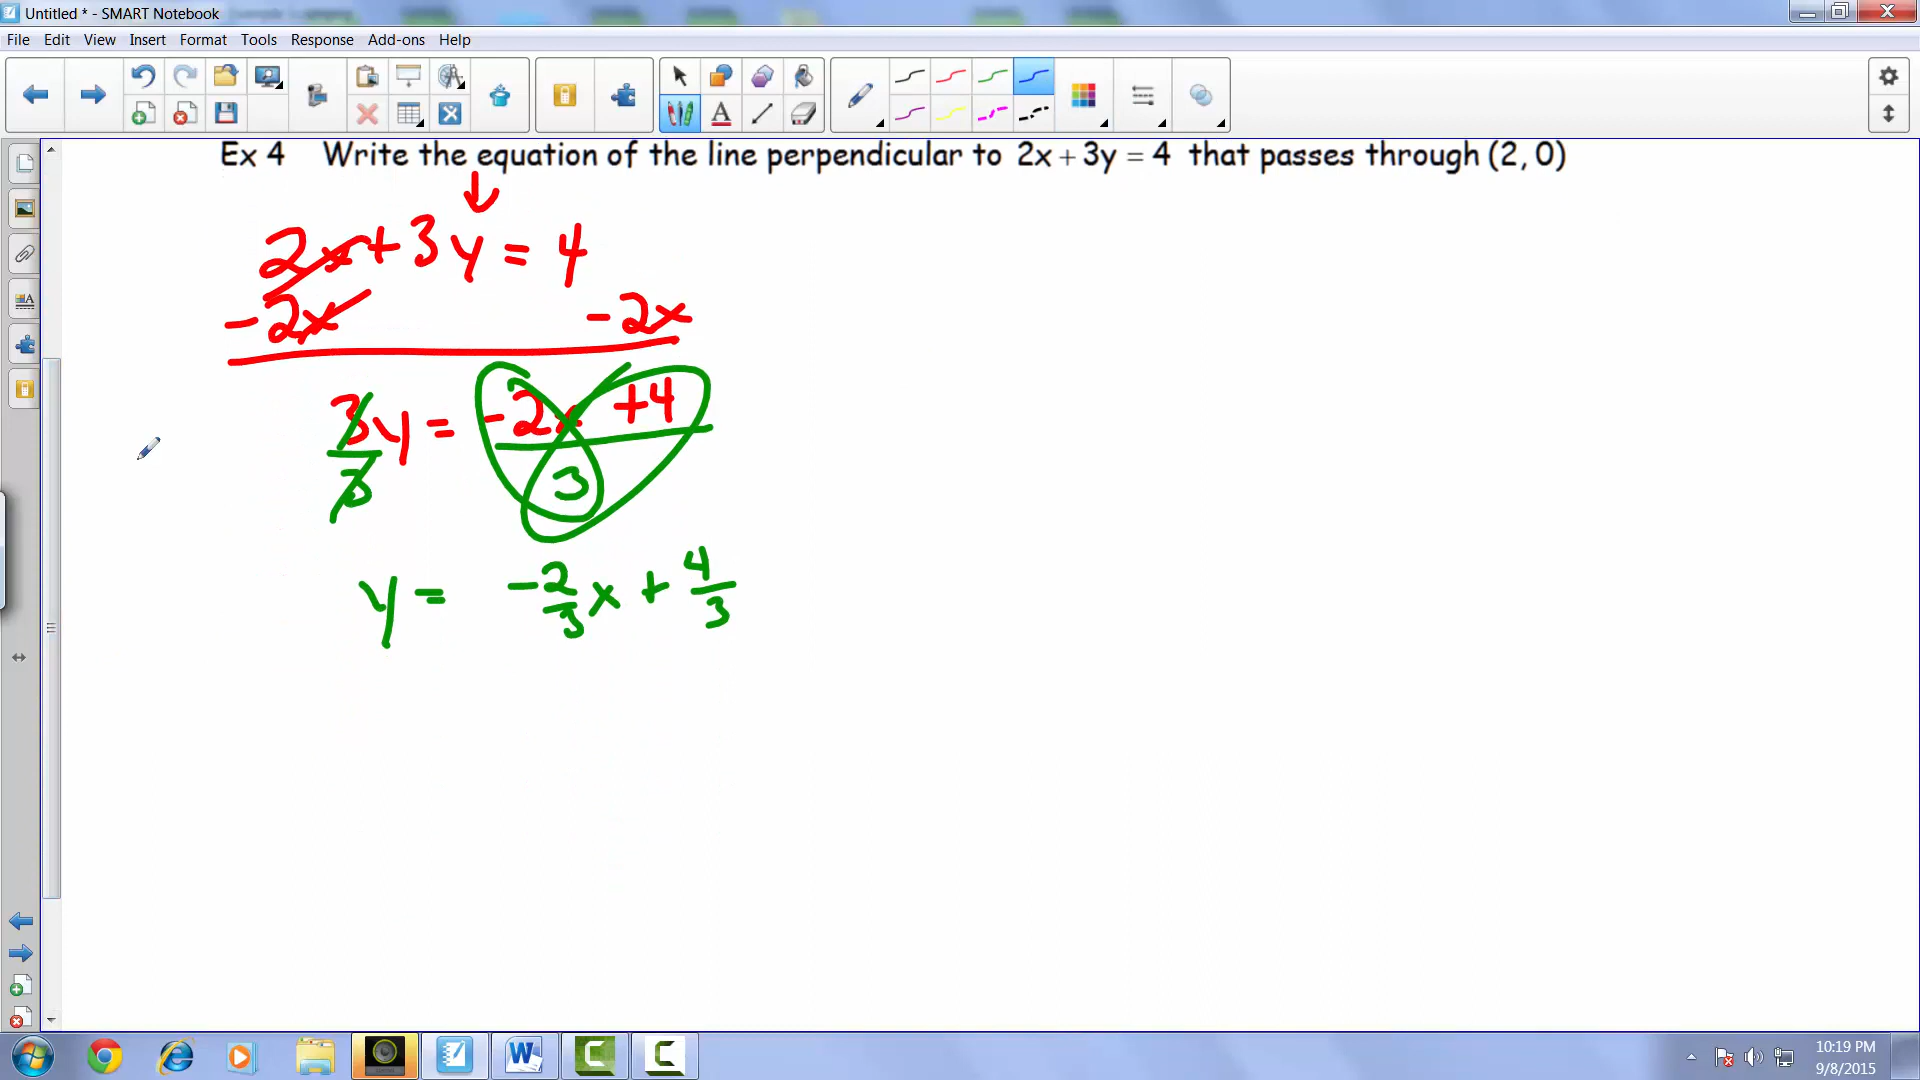 Untitled * - SMART Notebook
File Edit View Insert Format Tools Response Add-ons Help
Ex 4 Write the equation of the line perpendicular to 2x + 3y = 4 that passes through (2, 0)
2x + 3y = 4
- 2x - 2x
3y = -2x + 4
3 3
y = -2/3 x + 4/3
10:19 PM
9/8/2015